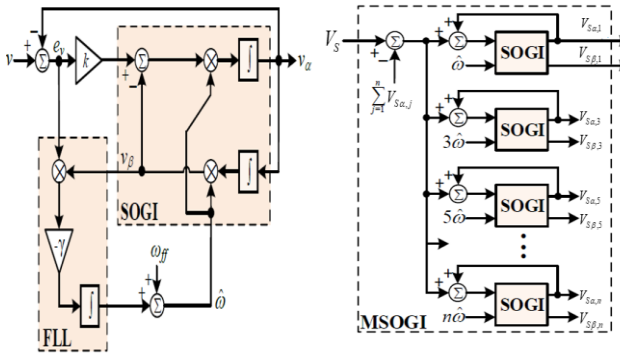 v
−
Σ
e_v
k
+
−
Σ
×
∫
v_α
v_β
×
×
∫
SOGI
-γ
∫
FLL
ω_ff
+
+
Σ
ω̂
V_S
+
−
Σ
\sum_{j=1}^{n} V_{Sα,j}
+
+
Σ
SOGI
ω̂
V_{Sα,1}
V_{Sβ,1}
+
+
Σ
SOGI
3ω̂
V_{Sα,3}
V_{Sβ,3}
+
+
Σ
SOGI
5ω̂
V_{Sα,5}
V_{Sβ,5}
⋮
+
+
Σ
SOGI
nω̂
V_{Sα,n}
V_{Sβ,n}
MSOGI